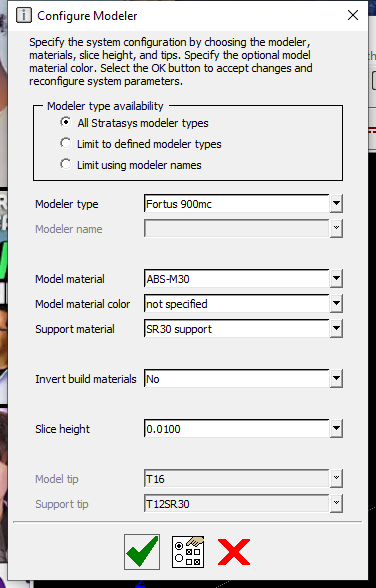 Configure Modeler
Specify the system configuration by choosing the modeler,
materials, slice height, and tips. Specify the optional model
material color. Select the OK button to accept changes and
reconfigure system parameters.
Modeler type availability
All Stratasys modeler types
Limit to defined modeler types
Limit using modeler names
Modeler type Fortus 900mc
Modeler name
Model material ABS-M30
Model material color not specified
Support material SR30 support
Invert build materials No
Slice height 0.0100
Model tip T16
Support tip T12SR30